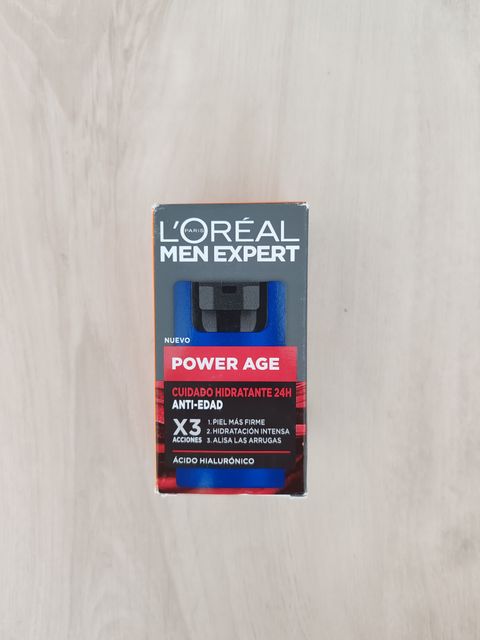 L'ORÉAL
PARIS
MEN EXPERT
NUEVO
POWER AGE
CUIDADO HIDRATANTE 24H
ANTI-EDAD
X3
ACCIONES
1. PIEL MÁS FIRME
2. HIDRATACIÓN INTENSA
3. ALISA LAS ARRUGAS
ÁCIDO HIALURÓNICO